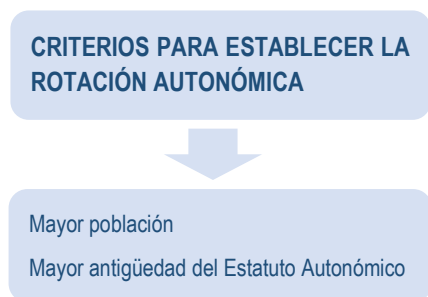 CRITERIOS PARA ESTABLECER LA
ROTACIÓN AUTONÓMICA
Mayor población
Mayor antigüedad del Estatuto Autonómico